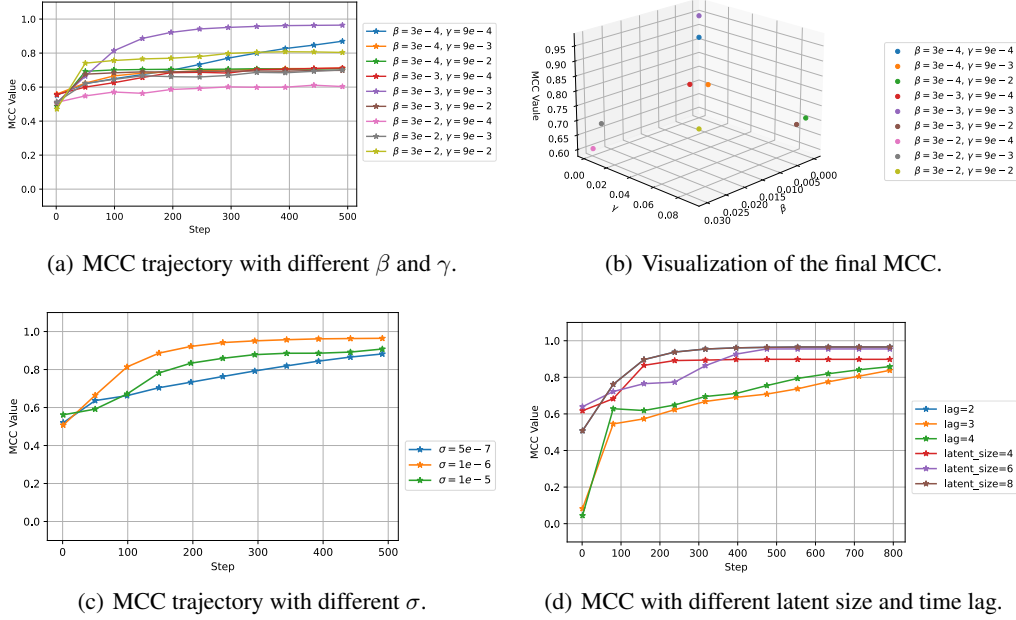 1.0
0.8
0.6
0.4
0.2
0.0
MCC Value
0 100 200 300 400 500
Step
β = 3e − 4, γ = 9e − 4
β = 3e − 4, γ = 9e − 3
β = 3e − 4, γ = 9e − 2
β = 3e − 3, γ = 9e − 4
β = 3e − 3, γ = 9e − 3
β = 3e − 3, γ = 9e − 2
β = 3e − 2, γ = 9e − 4
β = 3e − 2, γ = 9e − 3
β = 3e − 2, γ = 9e − 2
(a) MCC trajectory with different β and γ.
0.95
0.90
0.85
0.80
0.75
0.70
0.65
0.60
MCC Vaule
0.00 0.02 0.04 0.06 0.08
γ
0.030 0.025 0.020 0.015 0.010 0.005 0.000
β
β = 3e − 4, γ = 9e − 4
β = 3e − 4, γ = 9e − 3
β = 3e − 4, γ = 9e − 2
β = 3e − 3, γ = 9e − 4
β = 3e − 3, γ = 9e − 3
β = 3e − 3, γ = 9e − 2
β = 3e − 2, γ = 9e − 4
β = 3e − 2, γ = 9e − 3
β = 3e − 2, γ = 9e − 2
(b) Visualization of the final MCC.
1.0
0.8
0.6
0.4
0.2
0.0
MCC Value
0 100 200 300 400 500
Step
σ = 5e − 7
σ = 1e − 6
σ = 1e − 5
(c) MCC trajectory with different σ.
1.0
0.8
0.6
0.4
0.2
0.0
MCC Value
0 100 200 300 400 500 600 700 800
Step
lag=2
lag=3
lag=4
latent_size=4
latent_size=6
latent_size=8
(d) MCC with different latent size and time lag.